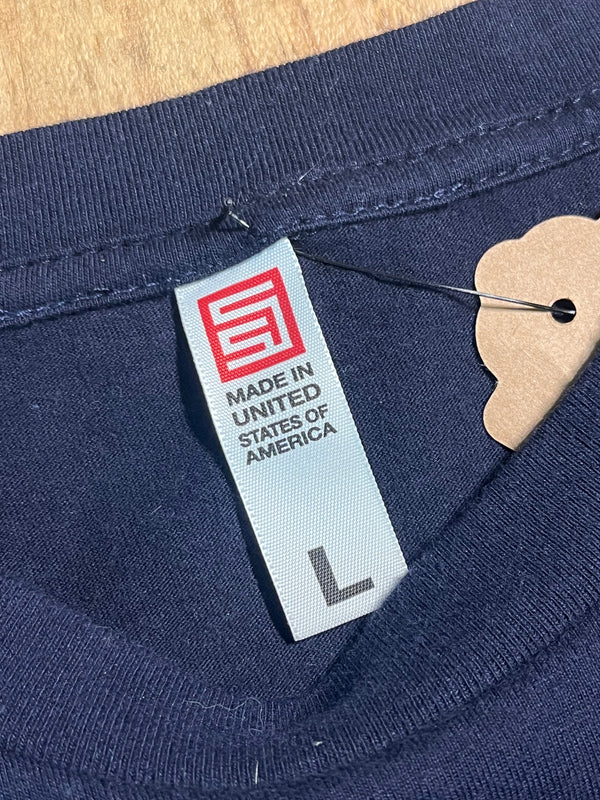 MADE IN
UNITED
STATES OF
AMERICA
L